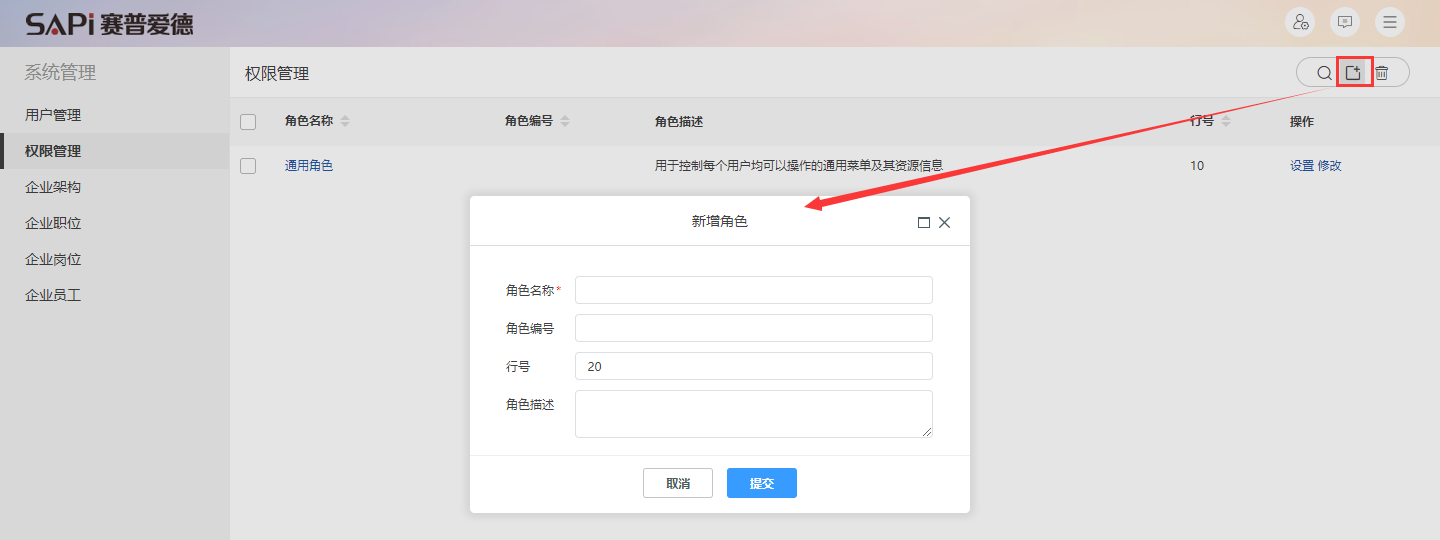 SAPi 赛普爱德
系统管理
用户管理
权限管理
企业架构
企业职位
企业岗位
企业员工
权限管理
角色名称 角色编号 角色描述 行号 操作
通用角色 用于控制每个用户均可以操作的通用菜单及其资源信息 10 设置 修改
新增角色
角色名称*
角色编号
行号 20
角色描述
取消 提交